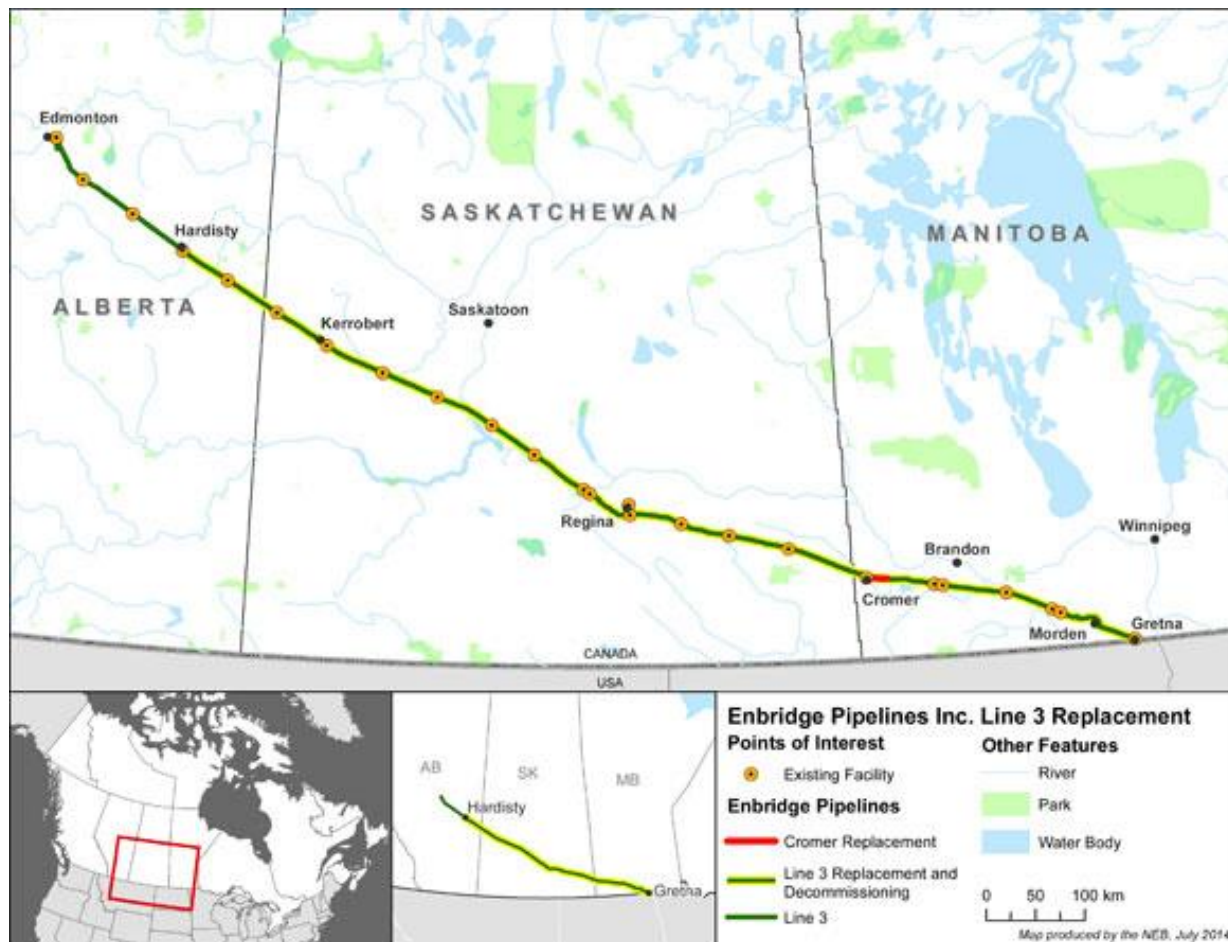 Edmonton
SASKATCHEWAN
MANITOBA
Hardisty
ALBERTA
Saskatoon
Kerrobert
Regina
Winnipeg
Brandon
Cromer
Morden
Gretna
CANADA
USA
AB
SK
MB
Hardisty
Gretna
Enbridge Pipelines Inc. Line 3 Replacement
Points of Interest
Existing Facility
Enbridge Pipelines
Cromer Replacement
Line 3 Replacement and
Decommissioning
Line 3
Other Features
River
Park
Water Body
0 50 100 km
Map produced by the NEB, July 2014